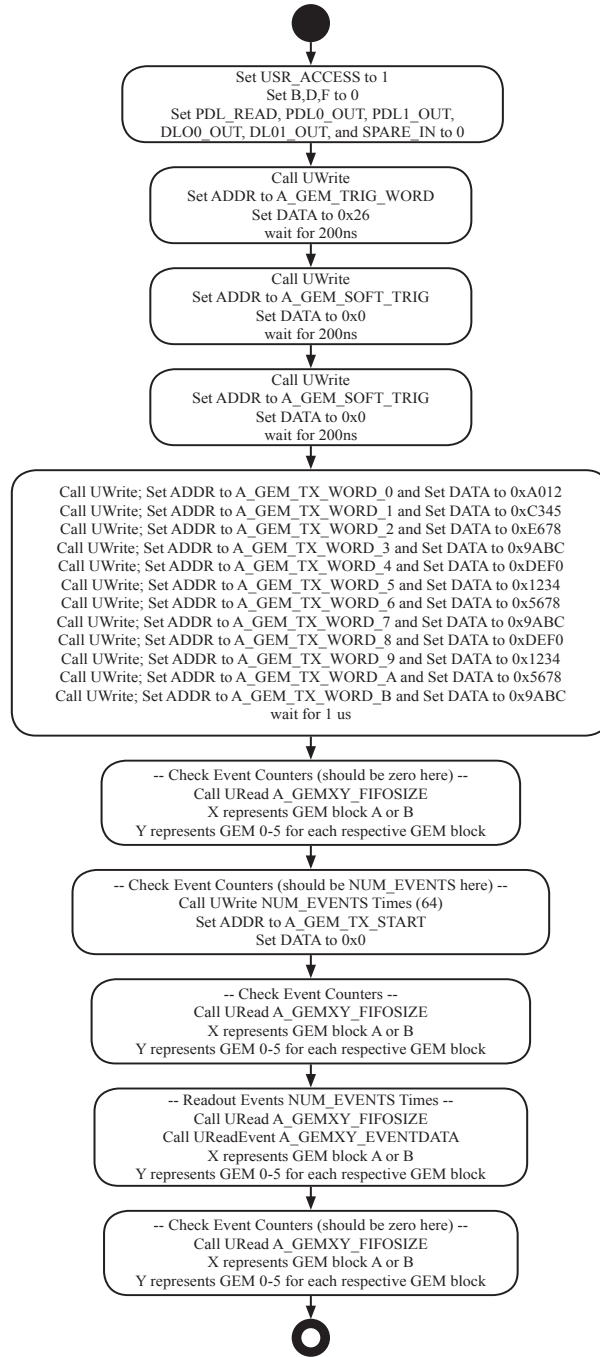 Set USR_ACCESS to 1
Set B,D,F to 0
Set PDL_READ, PDL0_OUT, PDL1_OUT,
DLO0_OUT, DL01_OUT, and SPARE_IN to 0
Call UWrite
Set ADDR to A_GEM_TRIG_WORD
Set DATA to 0x26
wait for 200ns
Call UWrite
Set ADDR to A_GEM_SOFT_TRIG
Set DATA to 0x0
wait for 200ns
Call UWrite
Set ADDR to A_GEM_SOFT_TRIG
Set DATA to 0x0
wait for 200ns
Call UWrite; Set ADDR to A_GEM_TX_WORD_0 and Set DATA to 0xA012
Call UWrite; Set ADDR to A_GEM_TX_WORD_1 and Set DATA to 0xC345
Call UWrite; Set ADDR to A_GEM_TX_WORD_2 and Set DATA to 0xE678
Call UWrite; Set ADDR to A_GEM_TX_WORD_3 and Set DATA to 0x9ABC
Call UWrite; Set ADDR to A_GEM_TX_WORD_4 and Set DATA to 0xDEF0
Call UWrite; Set ADDR to A_GEM_TX_WORD_5 and Set DATA to 0x1234
Call UWrite; Set ADDR to A_GEM_TX_WORD_6 and Set DATA to 0x5678
Call UWrite; Set ADDR to A_GEM_TX_WORD_7 and Set DATA to 0x9ABC
Call UWrite; Set ADDR to A_GEM_TX_WORD_8 and Set DATA to 0xDEF0
Call UWrite; Set ADDR to A_GEM_TX_WORD_9 and Set DATA to 0x1234
Call UWrite; Set ADDR to A_GEM_TX_WORD_A and Set DATA to 0x5678
Call UWrite; Set ADDR to A_GEM_TX_WORD_B and Set DATA to 0x9ABC
wait for 1 us
-- Check Event Counters (should be zero here) --
Call URead A_GEMXY_FIFOSIZE
X represents GEM block A or B
Y represents GEM 0-5 for each respective GEM block
-- Check Event Counters (should be NUM_EVENTS here) --
Call UWrite NUM_EVENTS Times (64)
Set ADDR to A_GEM_TX_START
Set DATA to 0x0
-- Check Event Counters --
Call URead A_GEMXY_FIFOSIZE
X represents GEM block A or B
Y represents GEM 0-5 for each respective GEM block
-- Readout Events NUM_EVENTS Times --
Call URead A_GEMXY_FIFOSIZE
Call UReadEvent A_GEMXY_EVENTDATA
X represents GEM block A or B
Y represents GEM 0-5 for each respective GEM block
-- Check Event Counters (should be zero here) --
Call URead A_GEMXY_FIFOSIZE
X represents GEM block A or B
Y represents GEM 0-5 for each respective GEM block